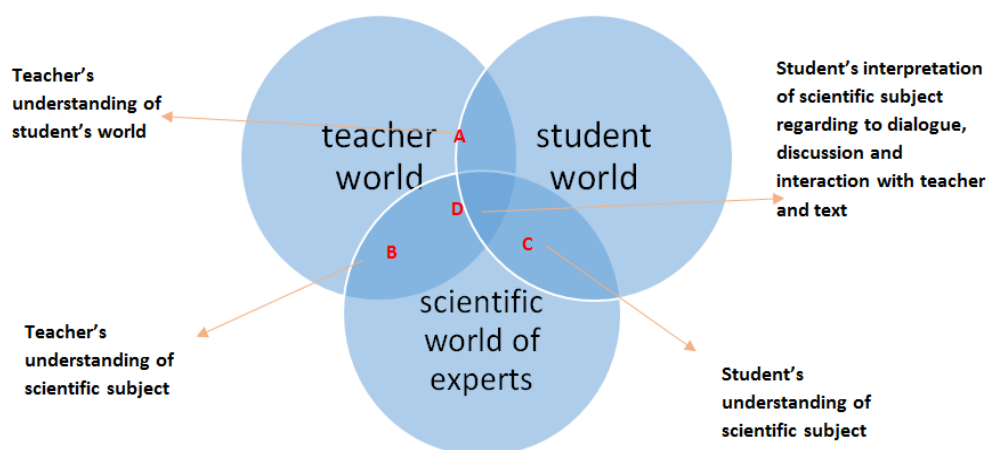 Teacher's
understanding of
student's world
Student's interpretation
of scientific subject
regarding to dialogue,
discussion and
interaction with teacher
and text
teacher
world
student
world
A
D
B
C
scientific
world of
experts
Teacher's
understanding of
scientific subject
Student's
understanding of
scientific subject